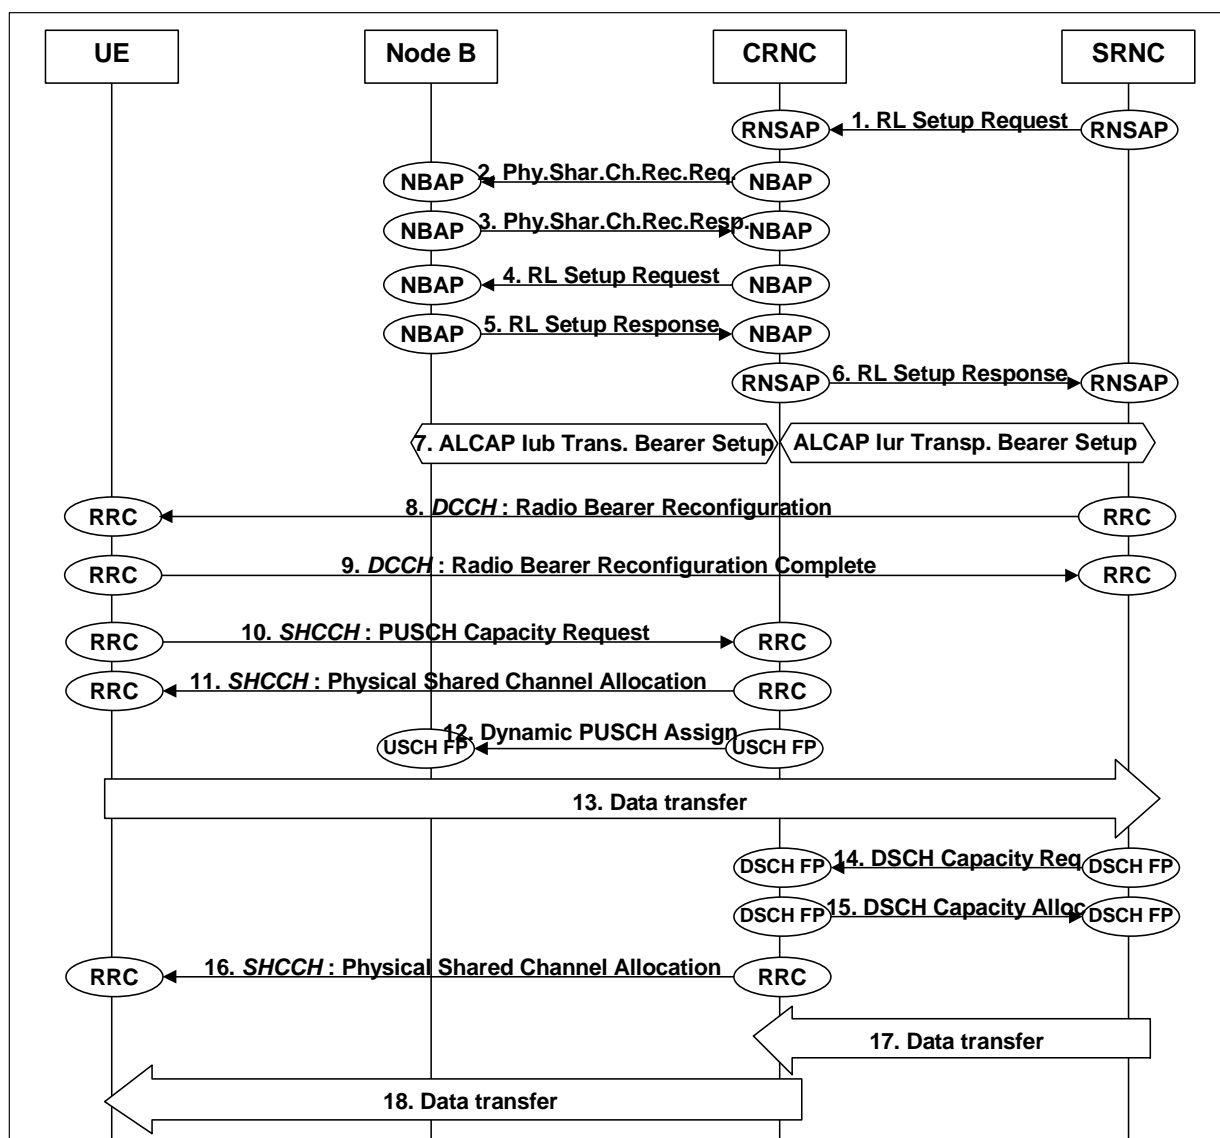 UE Node B CRNC SRNC
RNSAP 1. RL Setup Request RNSAP
NBAP 2. Phy.Shar.Ch.Rec.Req. NBAP
NBAP 3. Phy.Shar.Ch.Rec.Resp. NBAP
NBAP 4. RL Setup Request NBAP
NBAP 5. RL Setup Response NBAP
RNSAP 6. RL Setup Response RNSAP
7. ALCAP Iub Trans. Bearer Setup ALCAP Iur Transp. Bearer Setup
RRC 8. DCCH : Radio Bearer Reconfiguration RRC
RRC 9. DCCH : Radio Bearer Reconfiguration Complete RRC
RRC 10. SHCCH : PUSCH Capacity Request RRC
RRC 11. SHCCH : Physical Shared Channel Allocation RRC
USCH FP 12. Dynamic PUSCH Assign USCH FP
13. Data transfer
DSCH FP 14. DSCH Capacity Req DSCH FP
DSCH FP 15. DSCH Capacity Alloc DSCH FP
RRC 16. SHCCH : Physical Shared Channel Allocation RRC
17. Data transfer
18. Data transfer